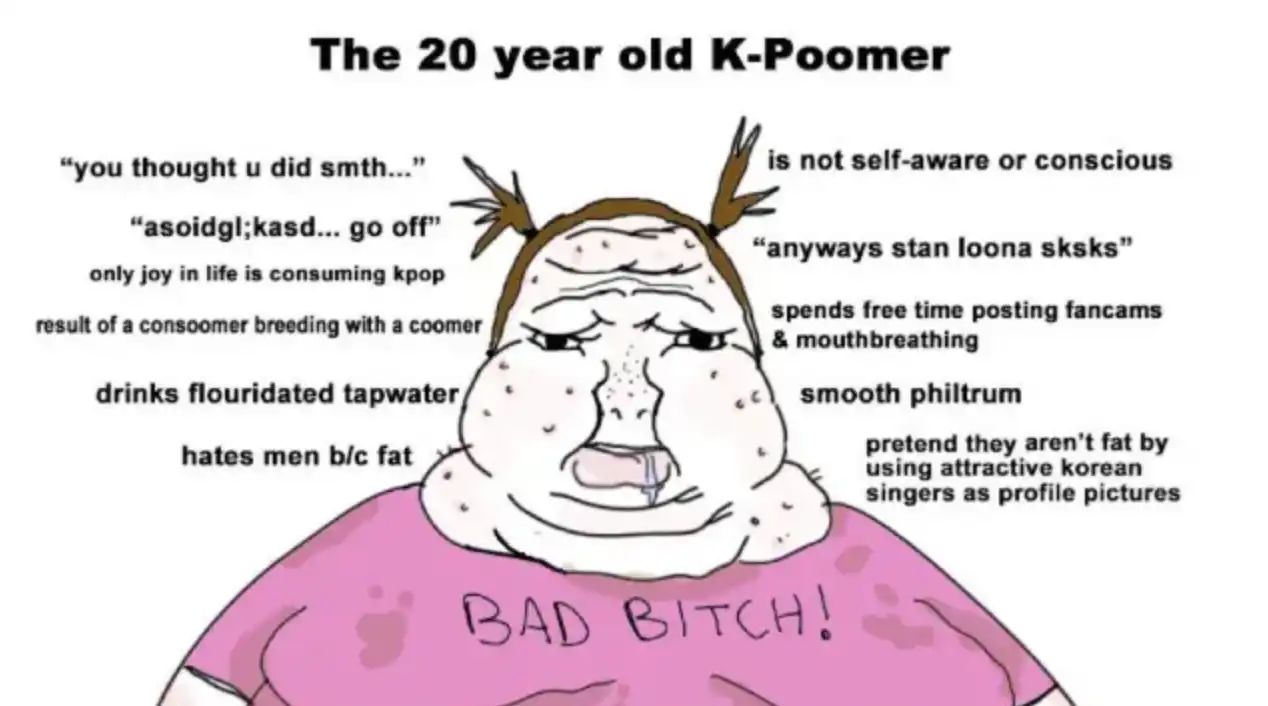 The 20 year old K-Poomer
“you thought u did smth...”
“asoidgl;kasd... go off”
only joy in life is consuming kpop
result of a consoomer breeding with a coomer
drinks flouridated tapwater
hates men b/c fat
is not self-aware or conscious
“anyways stan loona sksks”
spends free time posting fancams
& mouthbreathing
smooth philtrum
pretend they aren’t fat by
using attractive korean
singers as profile pictures
BAD BITCH!